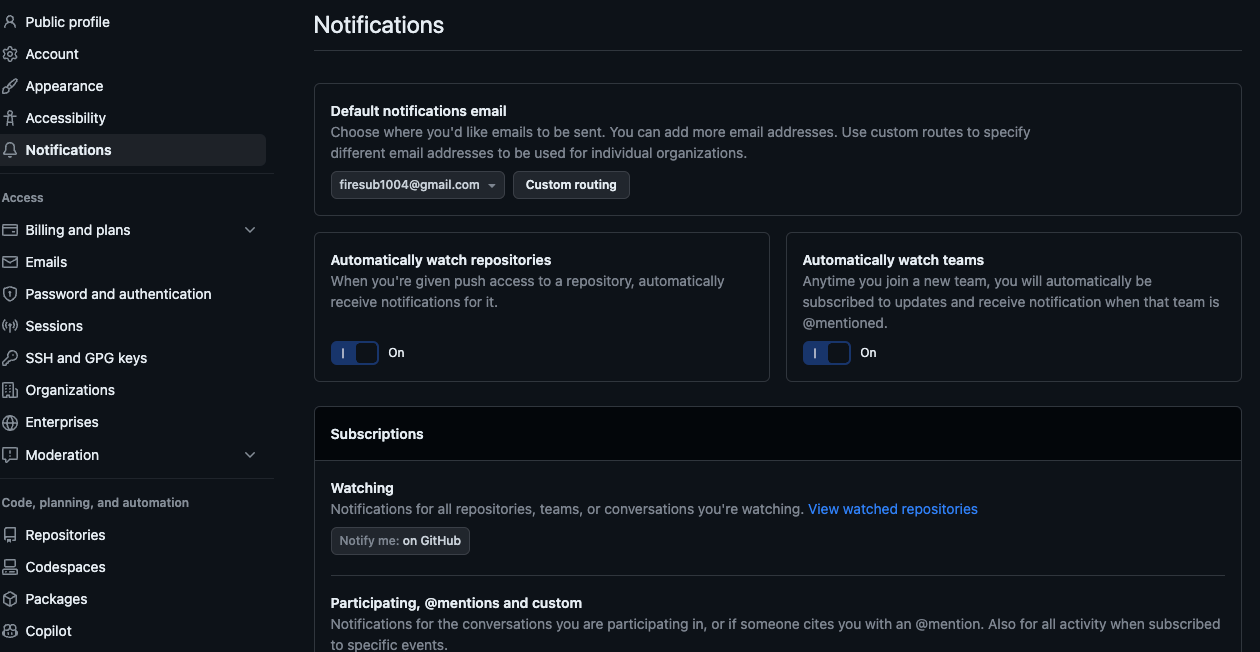 Public profile
Account
Appearance
Accessibility
Notifications
Access
Billing and plans
Emails
Password and authentication
Sessions
SSH and GPG keys
Organizations
Enterprises
Moderation
Code, planning, and automation
Repositories
Codespaces
Packages
Copilot
Notifications
Default notifications email
Choose where you'd like emails to be sent. You can add more email addresses. Use custom routes to specify
different email addresses to be used for individual organizations.
firesub1004@gmail.com
Custom routing
Automatically watch repositories
When you're given push access to a repository, automatically
receive notifications for it.
On
Automatically watch teams
Anytime you join a new team, you will automatically be
subscribed to updates and receive notification when that team is
@mentioned.
On
Subscriptions
Watching
Notifications for all repositories, teams, or conversations you're watching. View watched repositories
Notify me: on GitHub
Participating, @mentions and custom
Notifications for the conversations you are participating in, or if someone cites you with an @mention. Also for all activity when subscribed
to specific events.